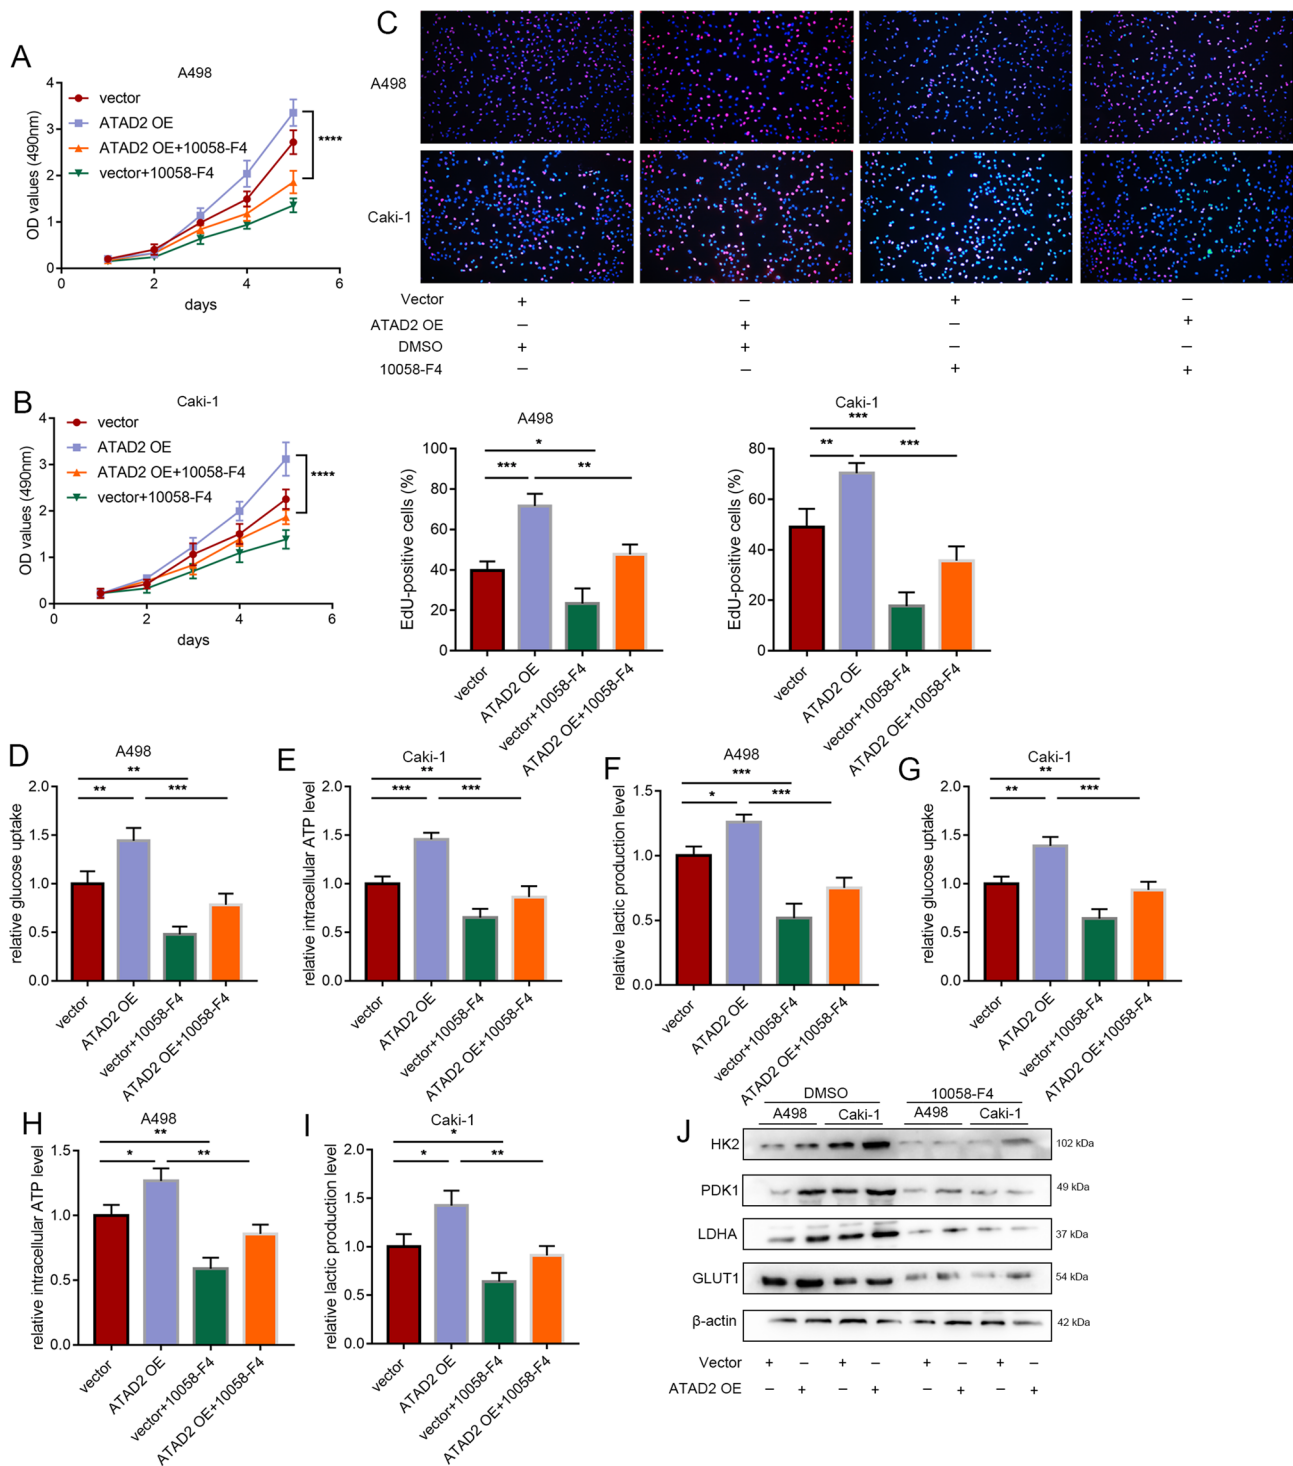 A
A498
OD values (490nm)
4
3
2
1
0
0
2
4
6
days
vector
ATAD2 OE
ATAD2 OE+10058-F4
vector+10058-F4
****
C
A498
Caki-1
Vector + − + −
ATAD2 OE − + − +
DMSO + + − −
10058-F4 − − + +
B
Caki-1
OD values (490nm)
4
3
2
1
0
0
2
4
6
days
vector
ATAD2 OE
ATAD2 OE+10058-F4
vector+10058-F4
****
A498
EdU-positive cells (%)
100
80
60
40
20
0
*
*** **
vector
ATAD2 OE
vector+10058-F4
ATAD2 OE+10058-F4
Caki-1
EdU-positive cells (%)
80
60
40
20
0
***
** ***
vector
ATAD2 OE
vector+10058-F4
ATAD2 OE+10058-F4
D
A498
relative glucose uptake
2.0
1.5
1.0
0.5
0.0
**
** ***
vector
ATAD2 OE
vector+10058-F4
ATAD2 OE+10058-F4
E
Caki-1
relative intracellular ATP level
2.0
1.5
1.0
0.5
0.0
**
*** ***
vector
ATAD2 OE
vector+10058-F4
ATAD2 OE+10058-F4
F
A498
relative lactic production level
1.5
1.0
0.5
0.0
***
* ***
vector
ATAD2 OE
vector+10058-F4
ATAD2 OE+10058-F4
G
Caki-1
relative glucose uptake
2.0
1.5
1.0
0.5
0.0
**
** ***
vector
ATAD2 OE
vector+10058-F4
ATAD2 OE+10058-F4
H
A498
relative intracellular ATP level
1.5
1.0
0.5
0.0
**
* **
vector
ATAD2 OE
vector+10058-F4
ATAD2 OE+10058-F4
I
Caki-1
relative lactic production level
2.0
1.5
1.0
0.5
0.0
*
* **
vector
ATAD2 OE
vector+10058-F4
ATAD2 OE+10058-F4
J
DMSO 10058-F4
A498 Caki-1 A498 Caki-1
HK2 102 kDa
PDK1 49 kDa
LDHA 37 kDa
GLUT1 54 kDa
β-actin 42 kDa
Vector + − + − + − + −
ATAD2 OE − + − + − + − +